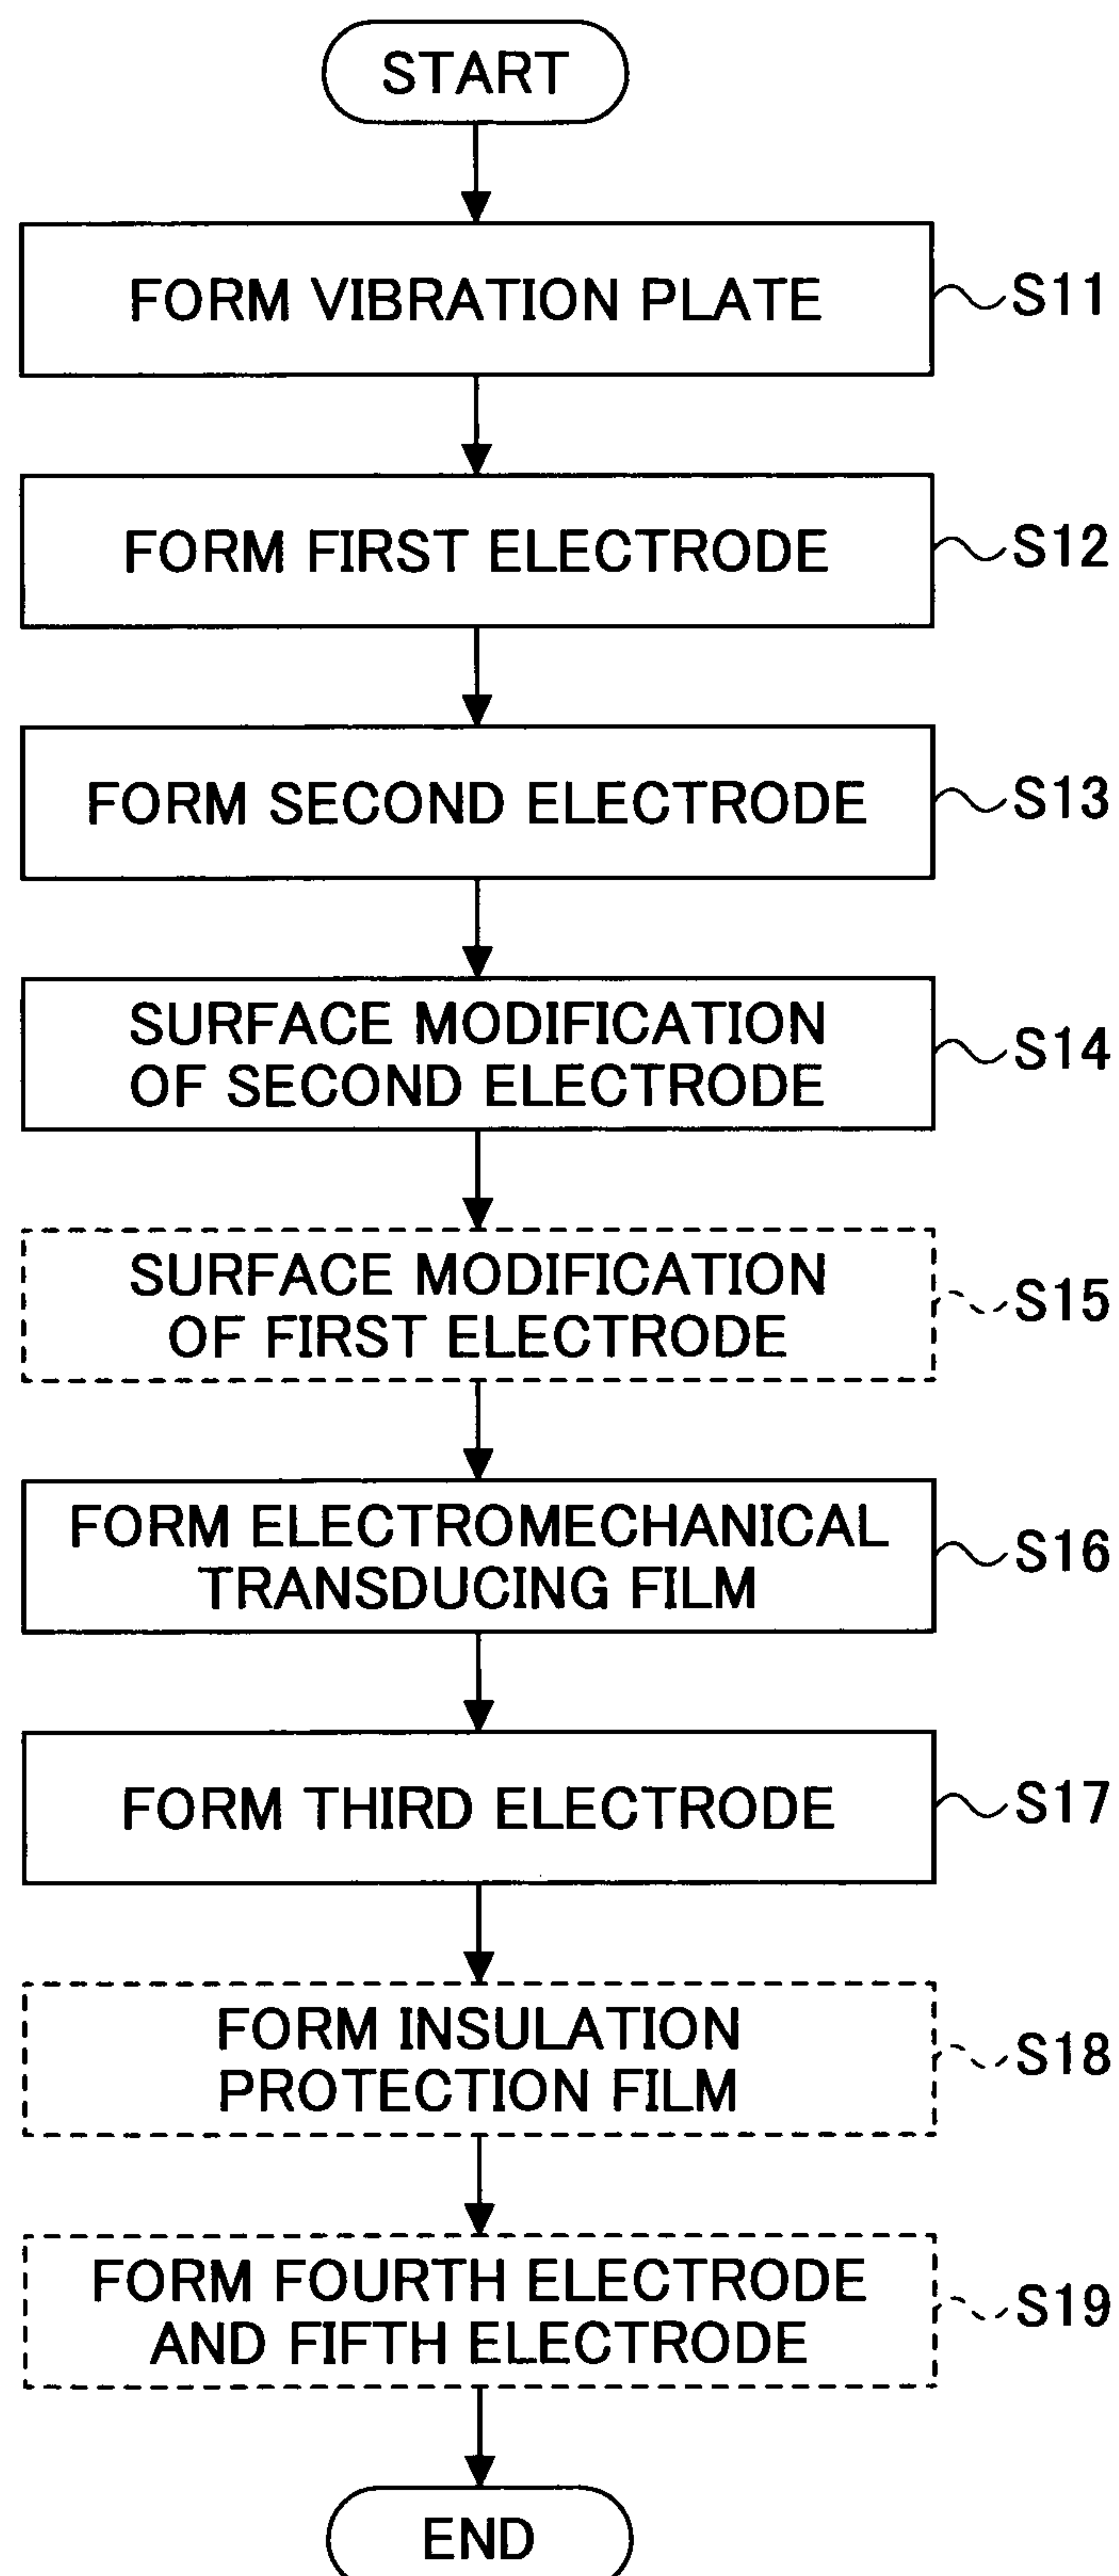 START
FORM VIBRATION PLATE
S11
FORM FIRST ELECTRODE
S12
FORM SECOND ELECTRODE
S13
SURFACE MODIFICATION
OF SECOND ELECTRODE
S14
SURFACE MODIFICATION
OF FIRST ELECTRODE
S15
FORM ELECTROMECHANICAL
TRANSDUCING FILM
S16
FORM THIRD ELECTRODE
S17
FORM INSULATION
PROTECTION FILM
S18
FORM FOURTH ELECTRODE
AND FIFTH ELECTRODE
S19
END